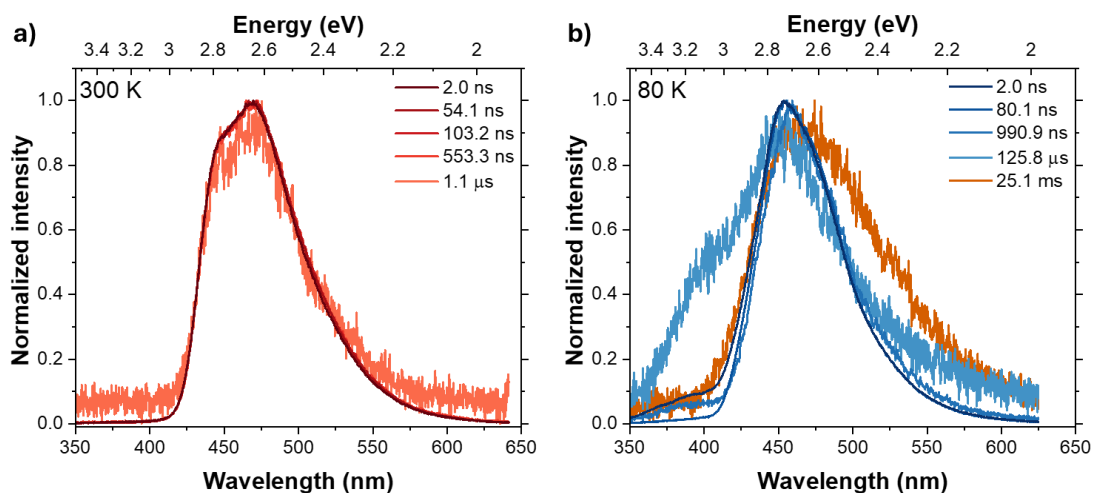 a)
Energy (eV)
3.4 3.2 3 2.8 2.6 2.4 2.2 2
300 K
2.0 ns
54.1 ns
103.2 ns
553.3 ns
1.1 μs
Normalized intensity
1.0
0.8
0.6
0.4
0.2
0.0
350 400 450 500 550 600 650
Wavelength (nm)
b)
Energy (eV)
3.4 3.2 3 2.8 2.6 2.4 2.2 2
80 K
2.0 ns
80.1 ns
990.9 ns
125.8 μs
25.1 ms
Normalized intensity
1.0
0.8
0.6
0.4
0.2
0.0
350 400 450 500 550 600 650
Wavelength (nm)